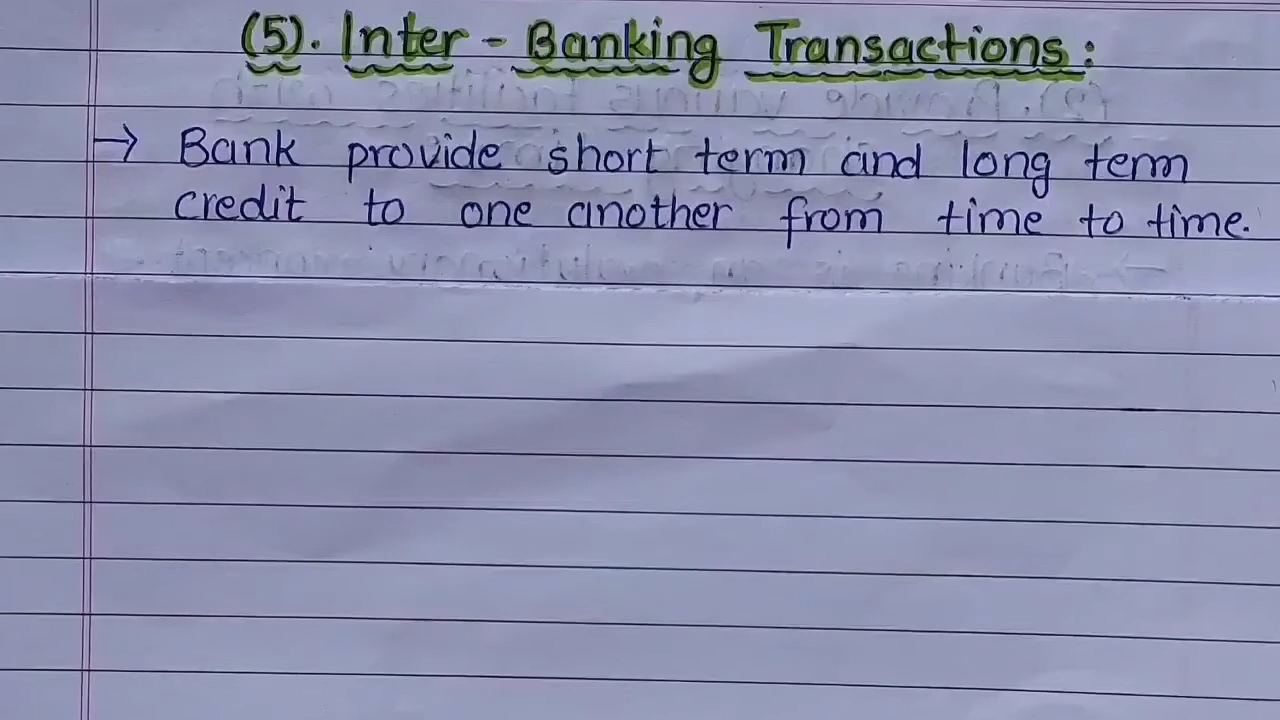 (5). Inter - Banking Transactions :
→ Bank provide short term and long term
credit to one another from time to time.